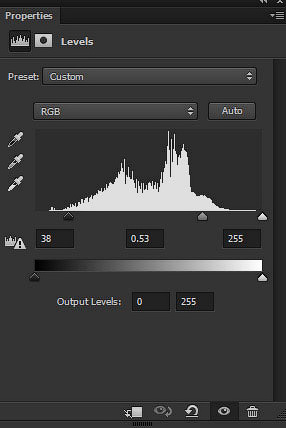 Properties
Levels
Preset: Custom
RGB Auto
38 0.53 255
Output Levels: 0 255